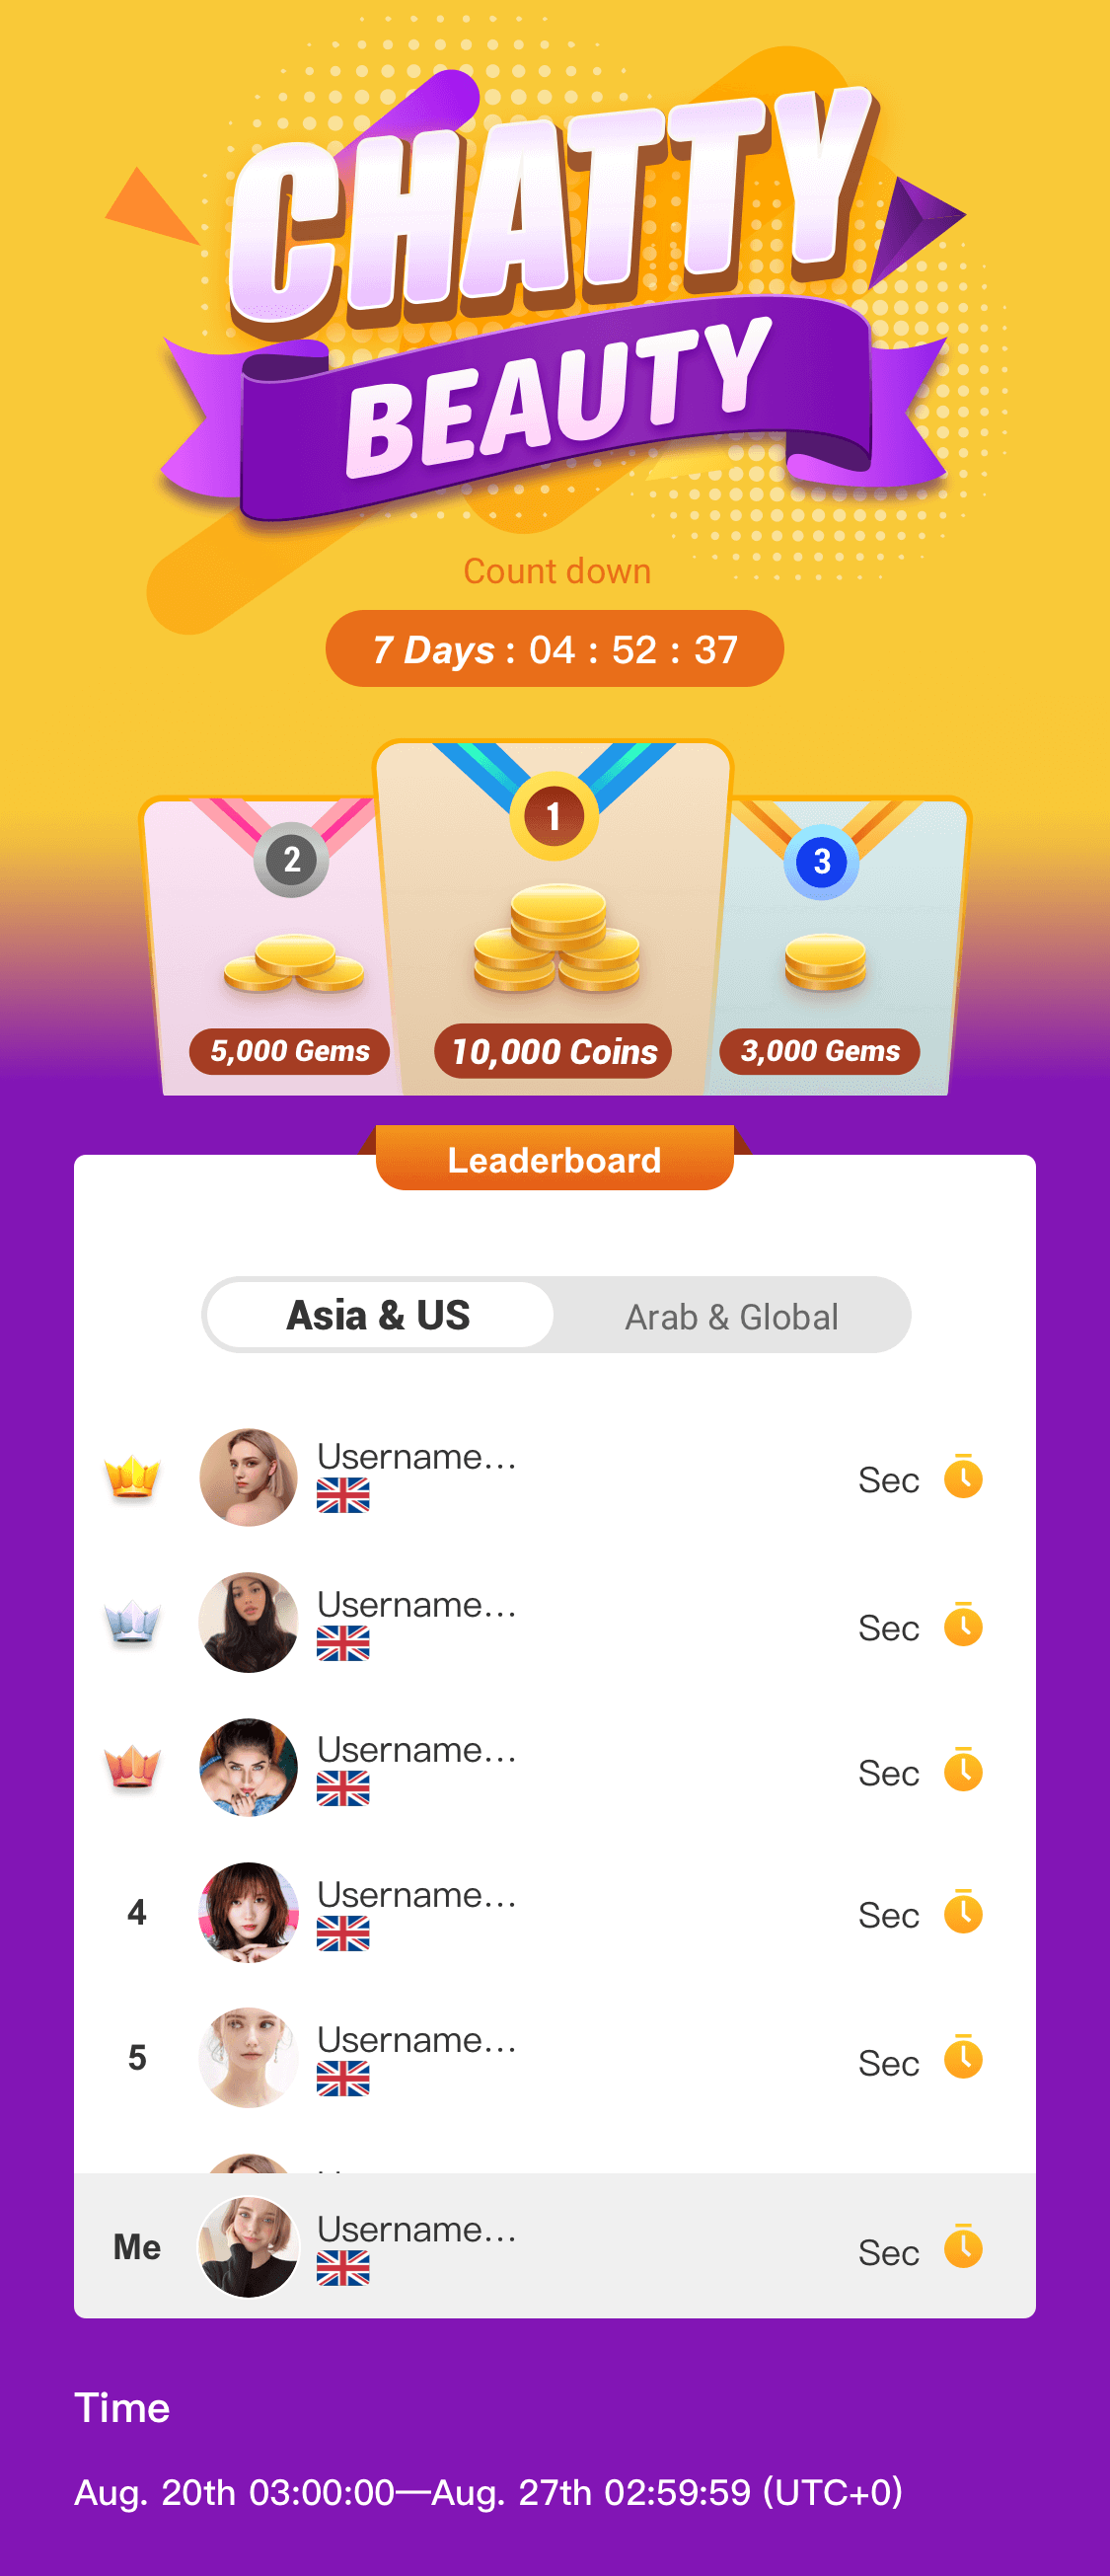 CHATTY
BEAUTY
Count down
7 Days : 04 : 52 : 37
1
2
3
5,000 Gems
10,000 Coins
3,000 Gems
Leaderboard
Asia & US
Arab & Global
Username...
Sec
Username...
Sec
Username...
Sec
4
Username...
Sec
5
Username...
Sec
Me
Username...
Sec
Time
Aug. 20th 03:00:00—Aug. 27th 02:59:59 (UTC+0)